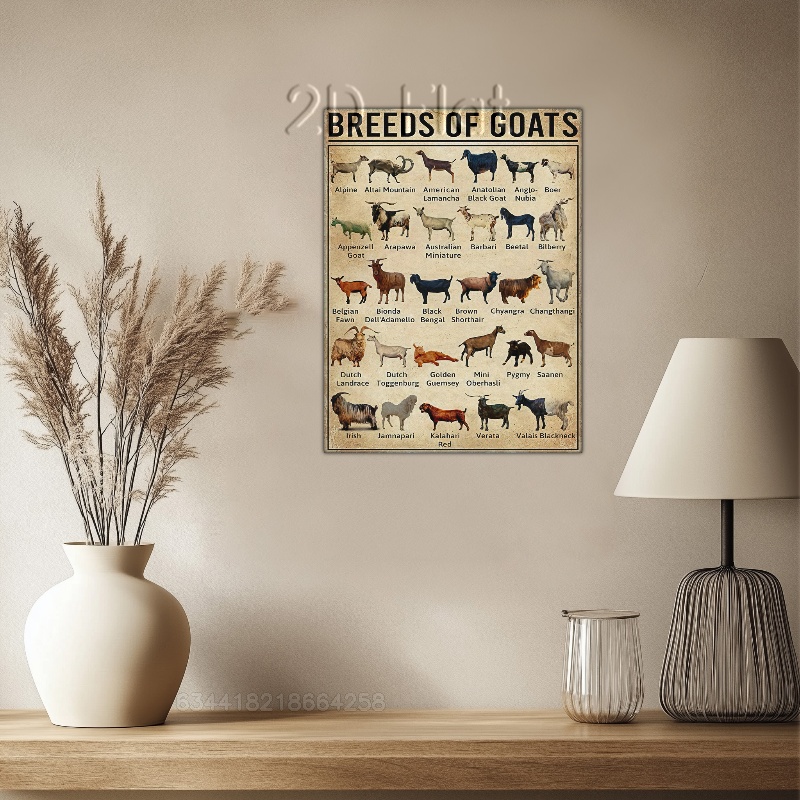 2D Flat
BREEDS OF GOATS
Alpine Altai Mountain American Lamancha Anatolian Black Goat Anglo-Nubia Boer
Appenzell Goat Arapawa Australian Miniature Barbari Beetal Bilberry
Belgian Fawn Bionda Dell'Adamello Black Bengal Brown Shorthair Chyangra Changthangi
Dutch Landrace Dutch Toggenburg Golden Guernsey Mini Oberhasli Pygmy Saanen
Irish Jamnapari Kalahari Red Verata Valais Blackneck
634418218664258